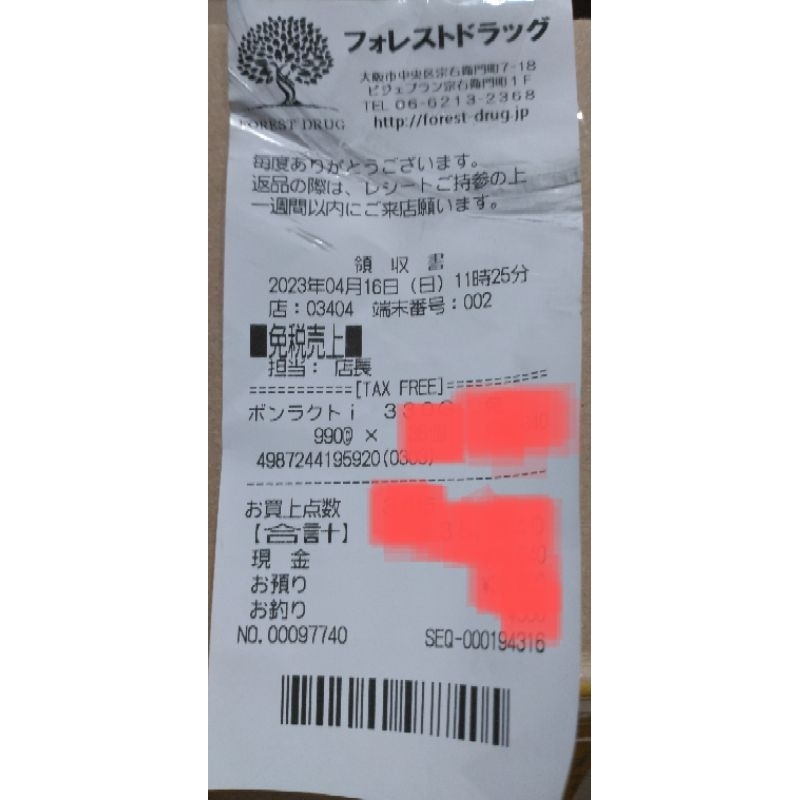 フォレストドラッグ
大阪市中央区宗右衛門町7-18
ビジェブラン宗右衛門町1F
TEL 06-6213-2368
FOREST DRUG
http://forest-drug.jp
毎度ありがとうございます。
返品の際は、レシートご持参の上
一週間以内にご来店願います。
領収書
2023年04月16日(日) 11時25分
店:03404 端末番号:002
■免税売上■
担当: 店長
===========[TAX FREE]===========
ボンラクトi
9900 ×
4987244195920
お買上点数
【合計】
現 金
お預り
お釣り
NO.00097740 SEQ-000194316